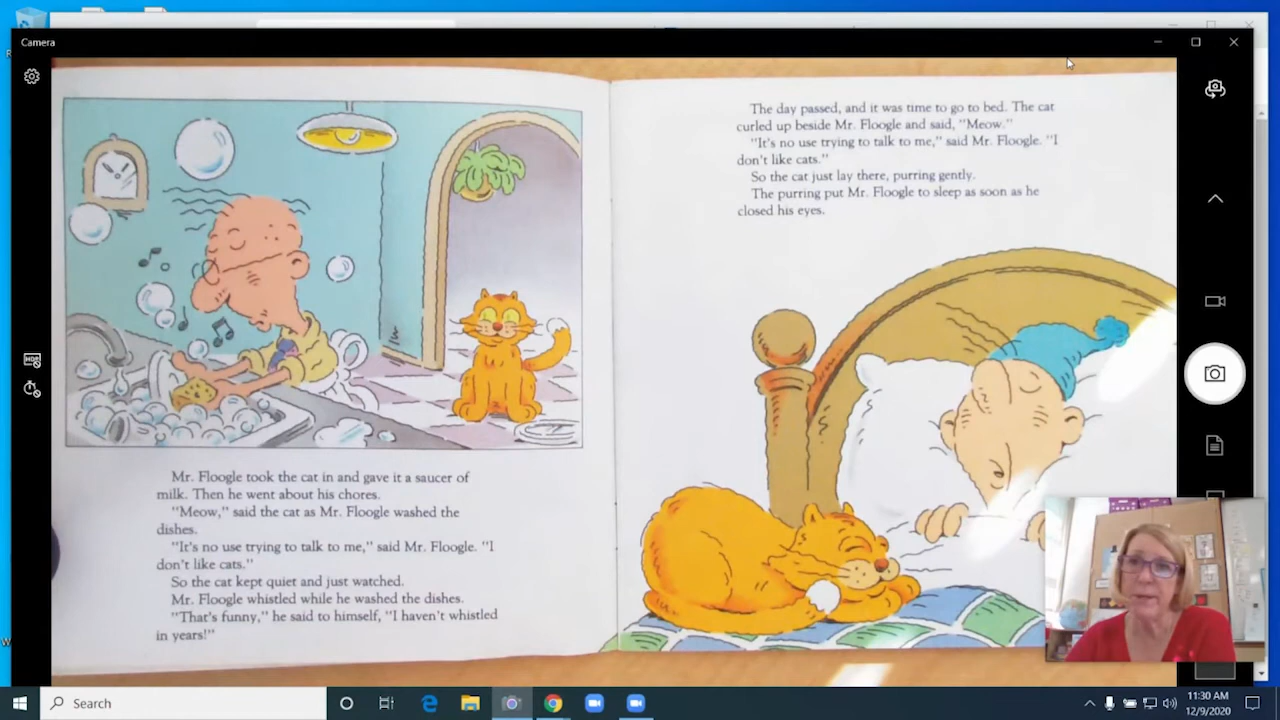 Camera
Mr. Floogle took the cat in and gave it a saucer of
milk. Then he went about his chores.
"Meow," said the cat as Mr. Floogle washed the
dishes.
"It's no use trying to talk to me," said Mr. Floogle. "I
don't like cats."
So the cat kept quiet and just watched.
Mr. Floogle whistled while he washed the dishes.
"That's funny," he said to himself, "I haven't whistled
in years!"
The day passed, and it was time to go to bed. The cat
curled up beside Mr. Floogle and said, "Meow."
"It's no use trying to talk to me," said Mr. Floogle. "I
don't like cats."
So the cat just lay there, purring gently.
The purring put Mr. Floogle to sleep as soon as he
closed his eyes.
Search
11:30 AM
12/9/2020